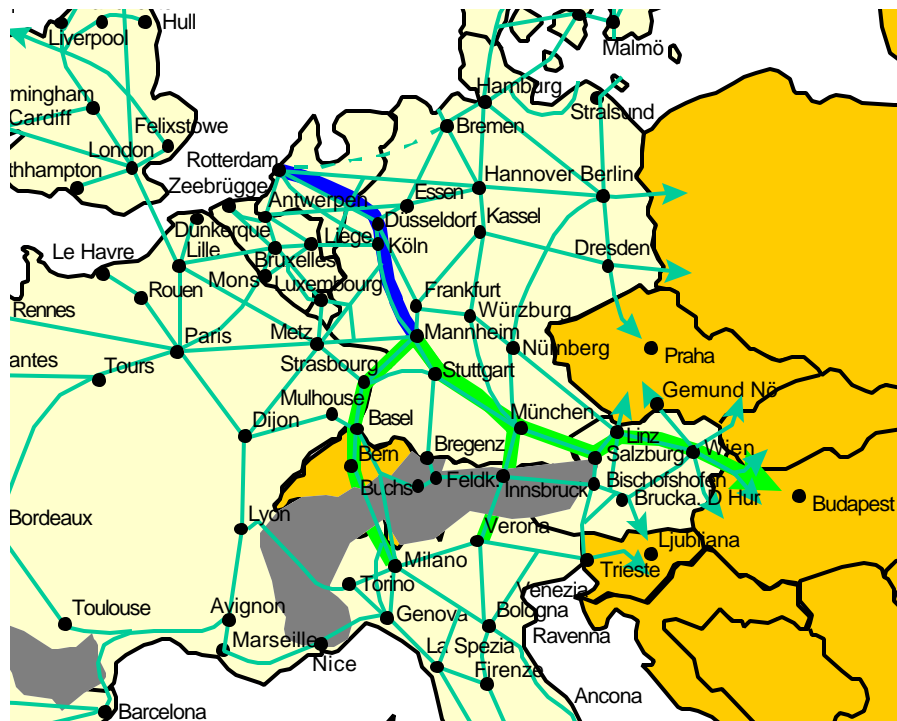 Hull
Liverpool
Malmö
Hamburg
rmingham
Cardiff
Stralsund
Felixstowe
Bremen
London
Rotterdam
thhampton
Zeebrügge
Hannover Berlin
Essen
Antwerpen
Düsseldorf
Kassel
Dunkerque
Liège
Köln
Le Havre
Lille
Bruxelles
Dresden
Mons
Luxembourg
Rouen
Frankfurt
Rennes
Würzburg
Paris
Metz
Mannheim
Nürnberg
Praha
antes
Tours
Strasbourg
Stuttgart
Gemund Nö
Mulhouse
Dijon
Basel
München
Linz
Bregenz
Wien
Bern
Salzburg
Buchs
Feldk.
Innsbruck
Bischofshofen
Brucka. D Hur
Budapest
Bordeaux
Lyon
Verona
Ljubljana
Milano
Trieste
Torino
Venezia
Toulouse
Avignon
Genova
Bologna
Marseille
Ravenna
La Spezia
Nice
Firenze
Ancona
Barcelona